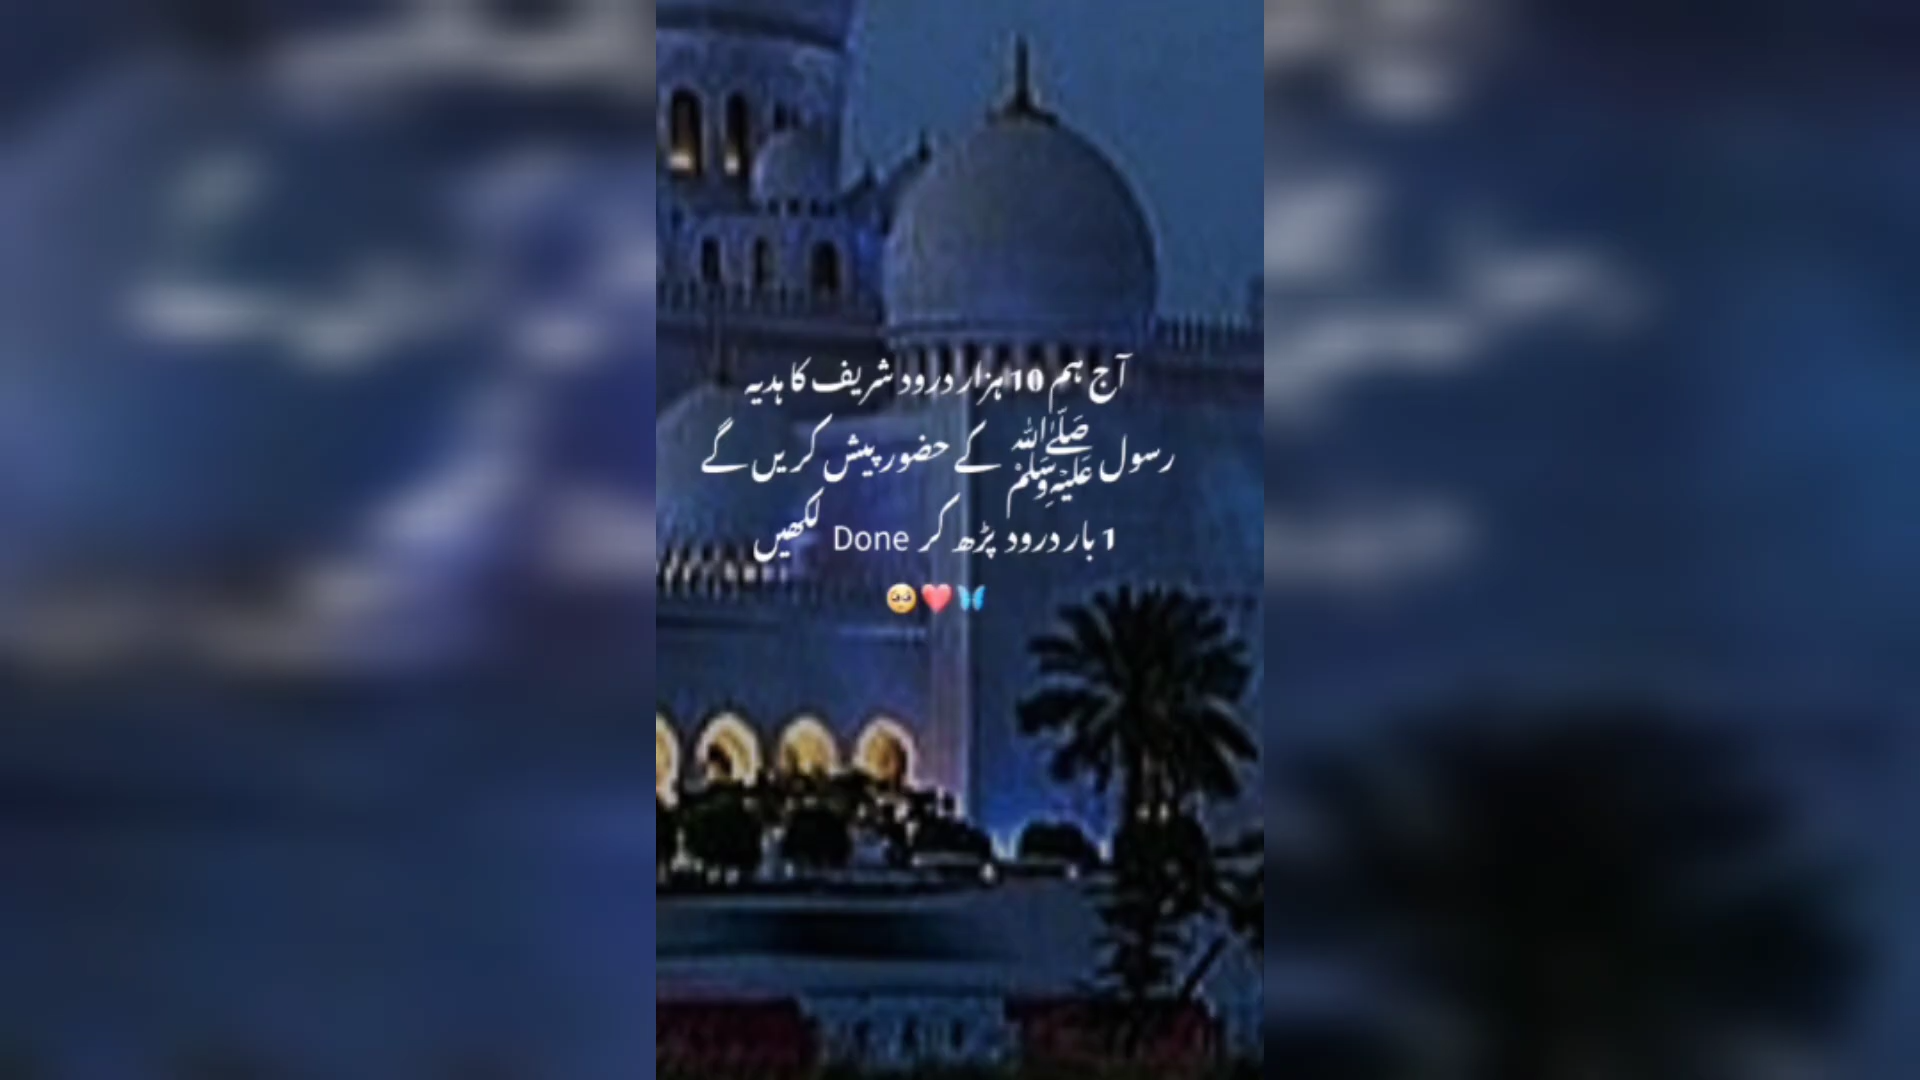 آج ہم 10 ہزار درود شریف کا ہدیہ
رسول ﷺ کے حضور پیش کریں گے
1 بار درود پڑھ کر Done لکھیں
🥺❤️🦋